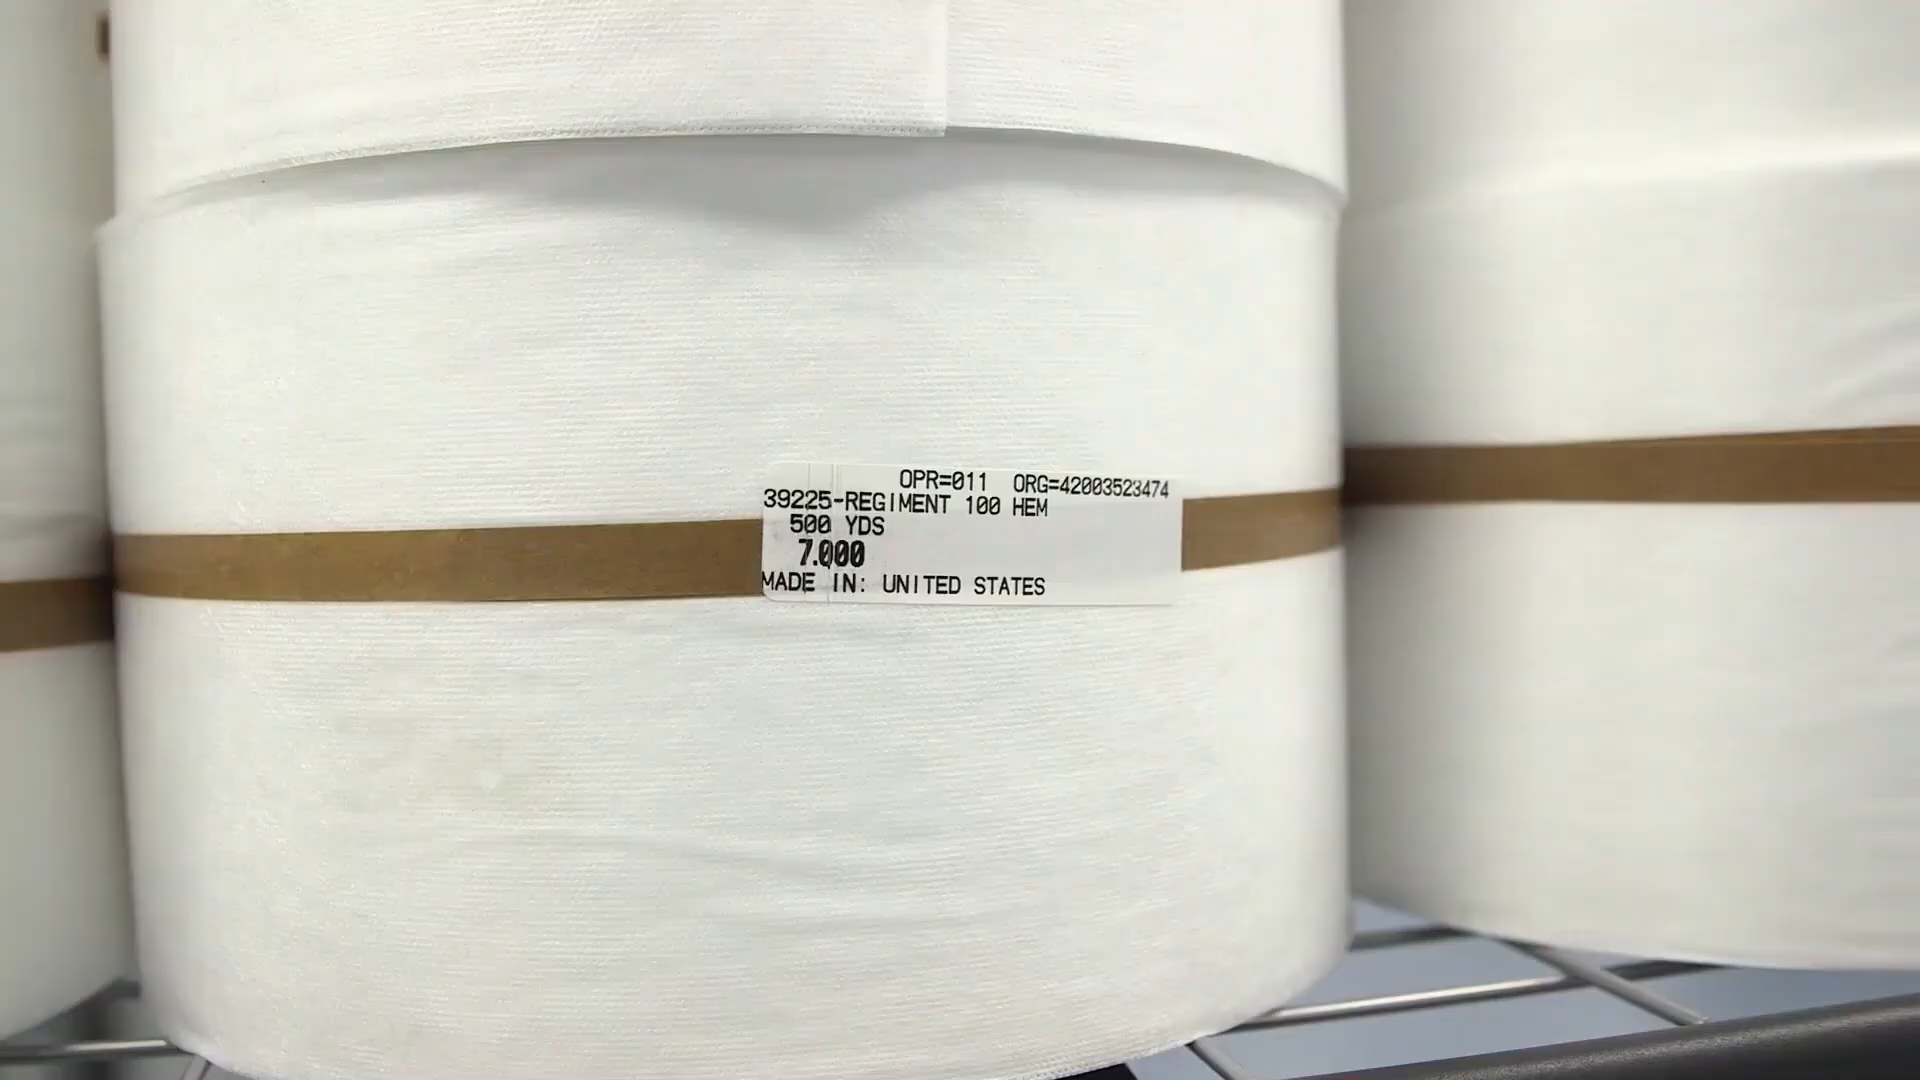 OPR=011 ORG=42003523474
39225-REGIMENT 100 HEM
500 YDS
7.000
MADE IN: UNITED STATES